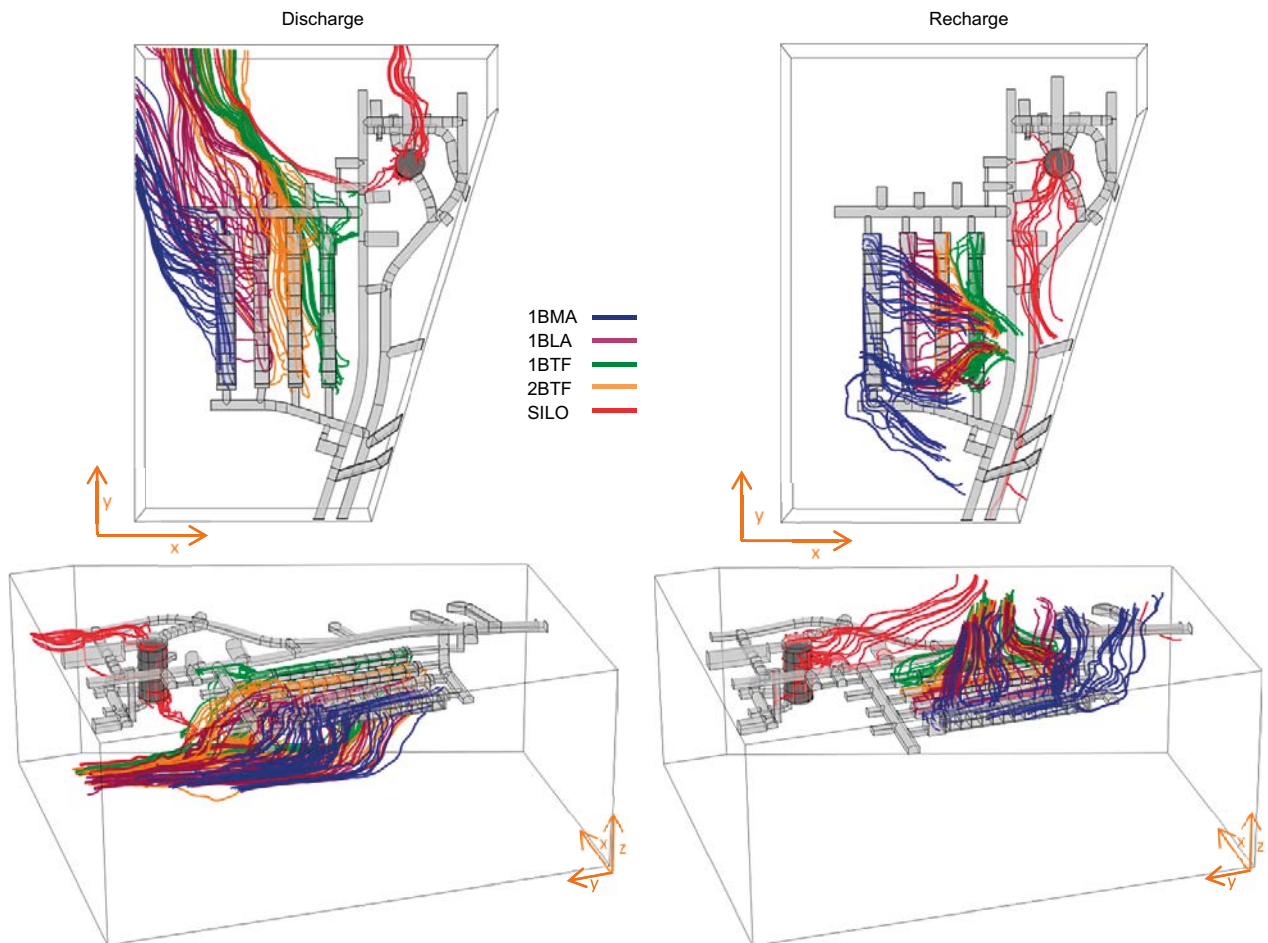 Discharge
Recharge
1BMA
1BLA
1BTF
2BTF
SILO
y
x
y
x
x
z
y
x
z
y